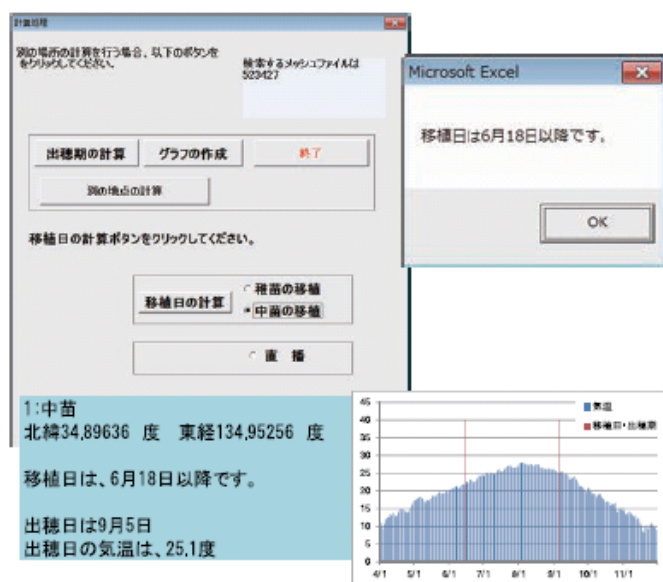 計算処理
別の場所の計算を行う場合、以下のボタンを
をクリックしてください。
検索するメッシュファイルは
523427
出穂期の計算
グラフの作成
終了
別の地点の計算
移植日の計算ボタンをクリックしてください。
移植日の計算
稚苗の移植
中苗の移植
直 播
Microsoft Excel
移植日は6月18日以降です。
OK
1:中苗
北緯34.89636 度 東経134.95256 度
移植日は、6月18日以降です。
出穂日は9月5日
出穂日の気温は、25.1度
45
40
35
30
25
20
15
10
5
0
4/1 5/1 6/1 7/1 8/1 9/1 10/1 11/1
気温
移植日・出穂期